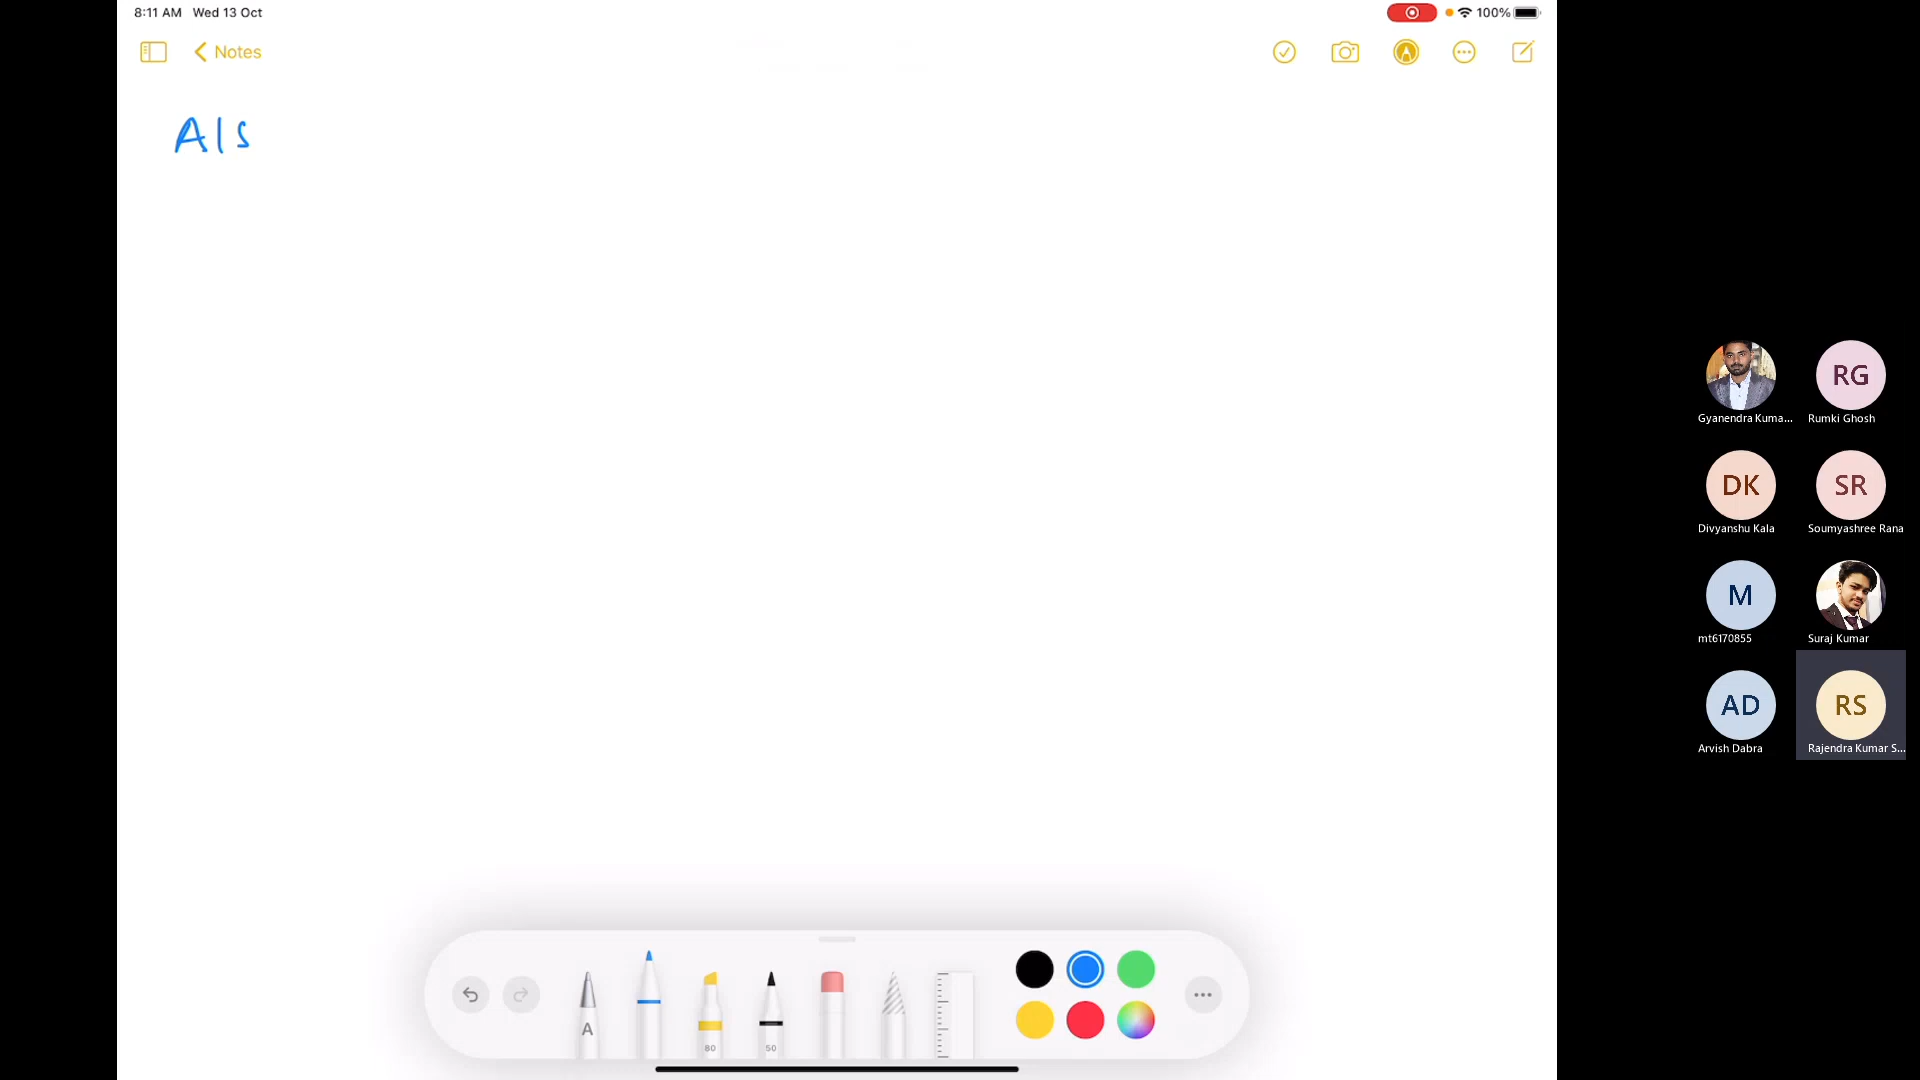 8:11 AM Wed 13 Oct
100%
Notes
Als
Gyanendra Kuma...
RG
Rumki Ghosh
DK
Divyanshu Kala
SR
Soumyashree Rana
M
mt6170855
Suraj Kumar
AD
Arvish Dabra
RS
Rajendra Kumar S...
A
80
50